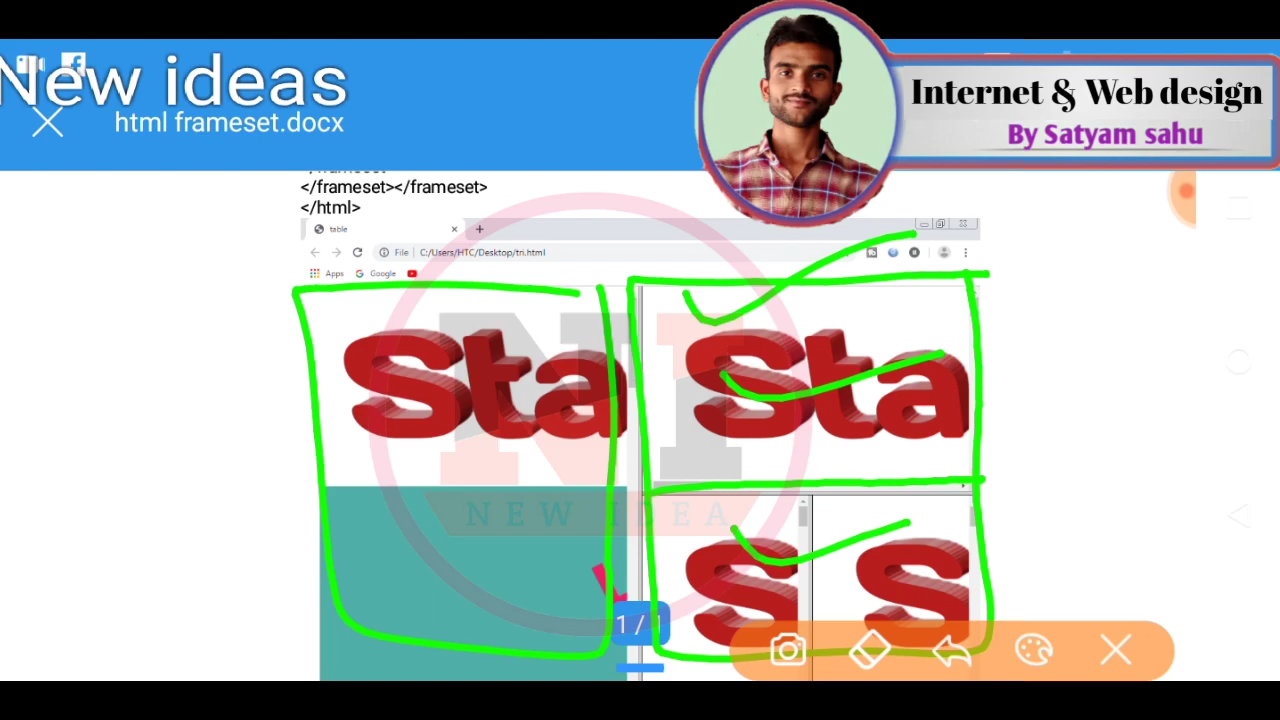 New ideas
html frameset.docx
Internet & Web design
By Satyam sahu
</frameset></frameset>
</html>
table
File
C:/Users/HTC/Desktop/tri.html
Apps
Google
Sta
Sta
NI
NEW IDEA
S
S
1 /